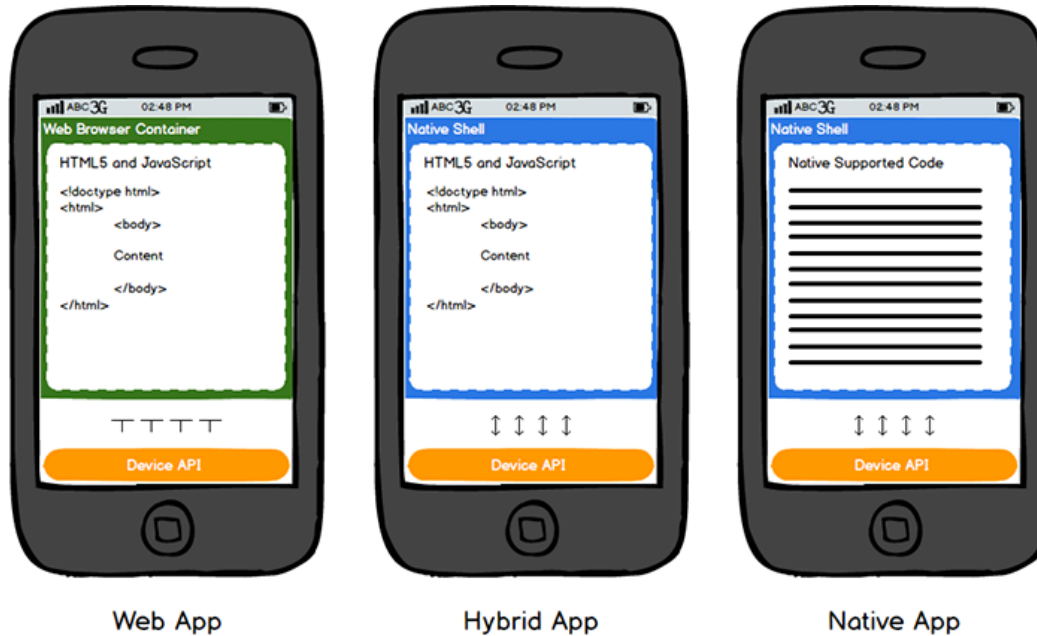 ABC 3G 02:48 PM
Web Browser Container
HTML5 and JavaScript
<!doctype html>
<html>
<body>
Content
</body>
</html>
Device API
Web App
ABC 3G 02:48 PM
Native Shell
HTML5 and JavaScript
<!doctype html>
<html>
<body>
Content
</body>
</html>
Device API
Hybrid App
ABC 3G 02:48 PM
Native Shell
Native Supported Code
Device API
Native App